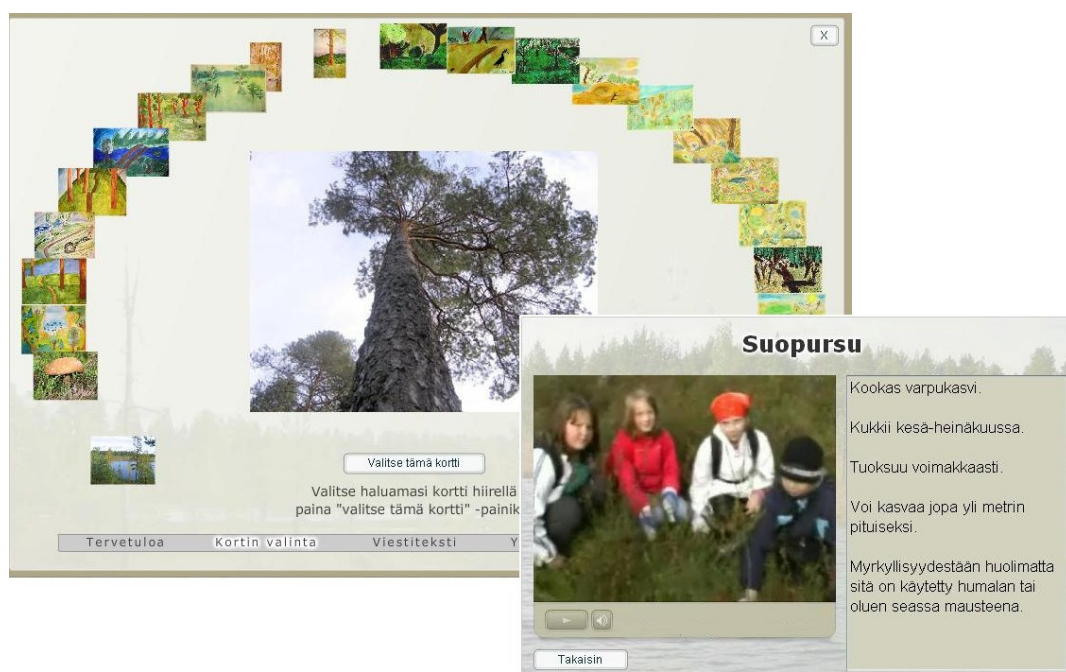 X
Valitse tämä kortti
Valitse haluamasi kortti hiirellä
paina "valitse tämä kortti" -painik
Tervetuloa Kortin valinta Viestiteksti Y
Suopursu
Kookas varpukasvi.
Kukkii kesä-heinäkuussa.
Tuoksuu voimakkaasti.
Voi kasvaa jopa yli metrin
pituiseksi.
Myrkyllisyydestään huolimatta
sitä on käytetty humalan tai
oluen seassa mausteena.
Takaisin